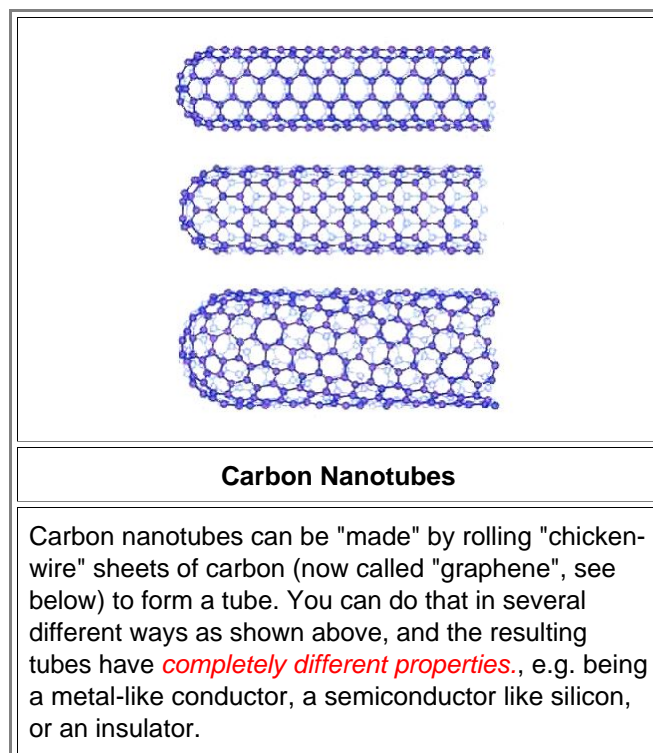 Carbon Nanotubes
Carbon nanotubes can be "made" by rolling "chicken-
wire" sheets of carbon (now called "graphene", see
below) to form a tube. You can do that in several
different ways as shown above, and the resulting
tubes have completely different properties., e.g. being
a metal-like conductor, a semiconductor like silicon,
or an insulator.